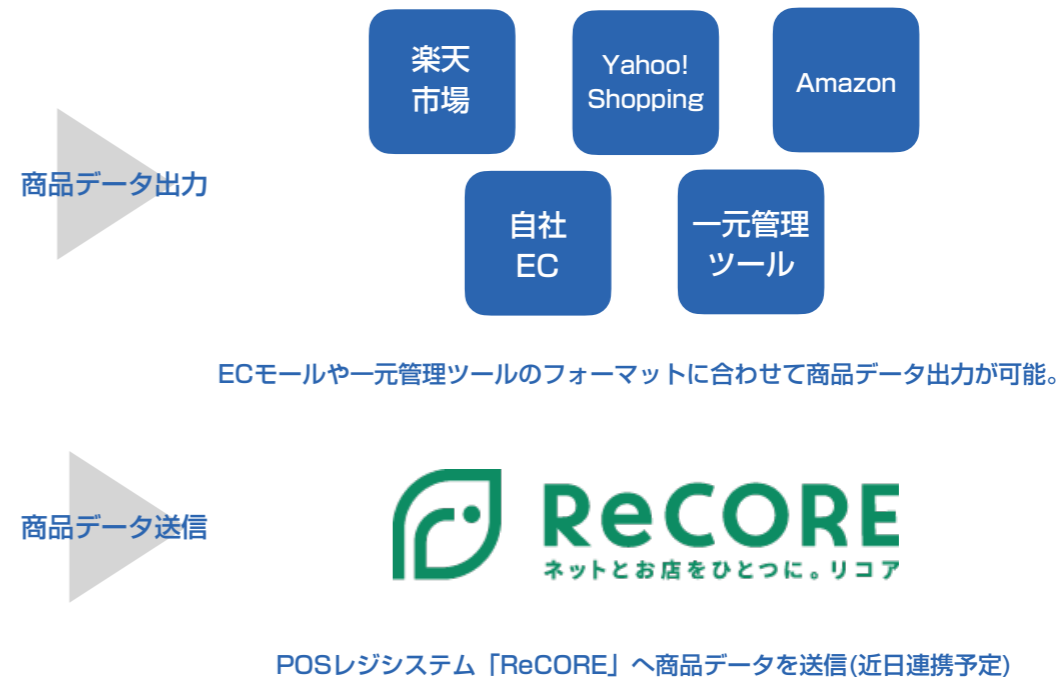 楽天
市場
Yahoo!
Shopping
Amazon
商品データ出力
自社
EC
一元管理
ツール
ECモールや一元管理ツールのフォーマットに合わせて商品データ出力が可能。
商品データ送信
ReCORE
ネットとお店をひとつに。リコア
POSレジシステム「ReCORE」へ商品データを送信(近日連携予定)